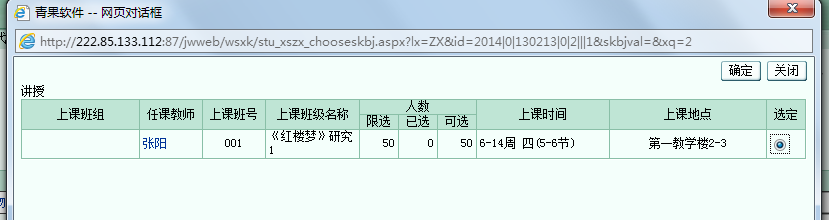 青果软件 -- 网页对话框
http://222.85.133.112:87/jwweb/wsxk/stu_xszx_chooseskbj.aspx?lx=ZX&id=2014|0|130213|0|2|||1&skbjval=&xq=2
确定 关闭
讲授
上课班组 任课教师 上课班号 上课班级名称 人数 上课时间 上课地点 选定
限选 已选 可选
张阳 001 《红楼梦》研究 50 0 50 6-14周 四(5-6节) 第一教学楼2-3
1